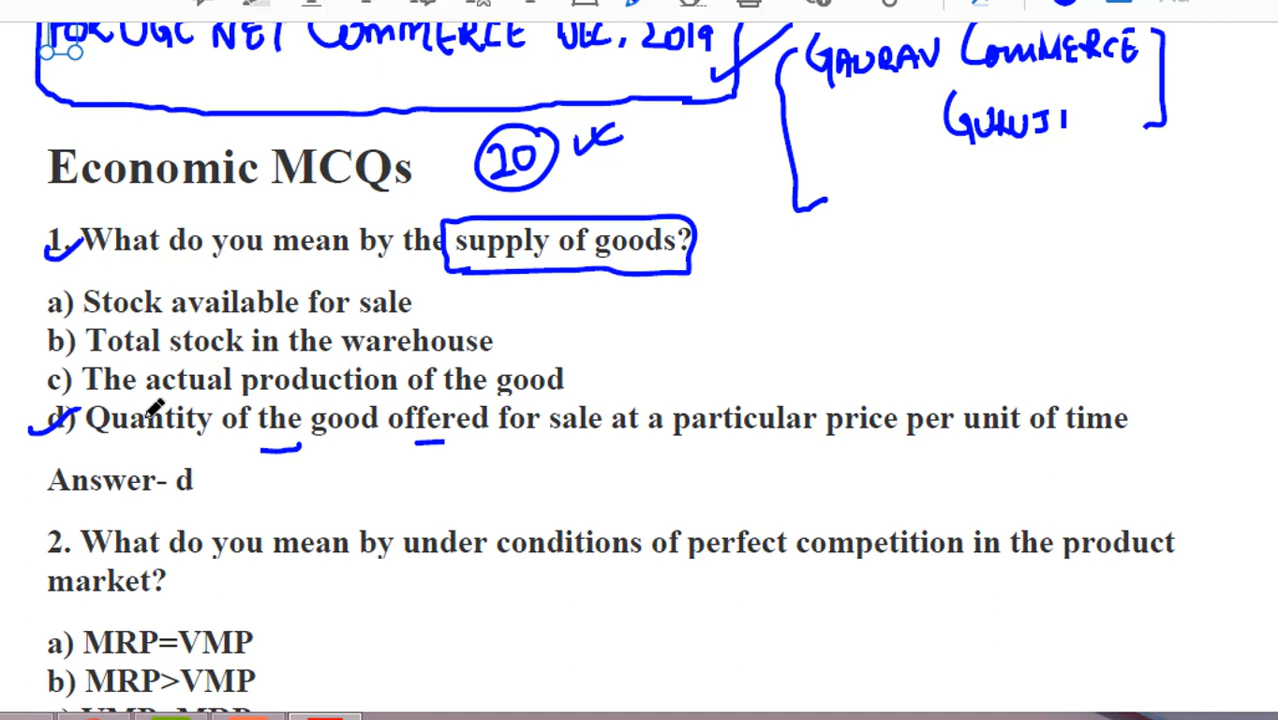 FOR UGC NET COMMERCE DEC, 2019
GAURAV COMMERCE
GURUJI
20
Economic MCQs
1. What do you mean by the supply of goods?
a) Stock available for sale
b) Total stock in the warehouse
c) The actual production of the good
d) Quantity of the good offered for sale at a particular price per unit of time
Answer- d
2. What do you mean by under conditions of perfect competition in the product
market?
a) MRP=VMP
b) MRP>VMP